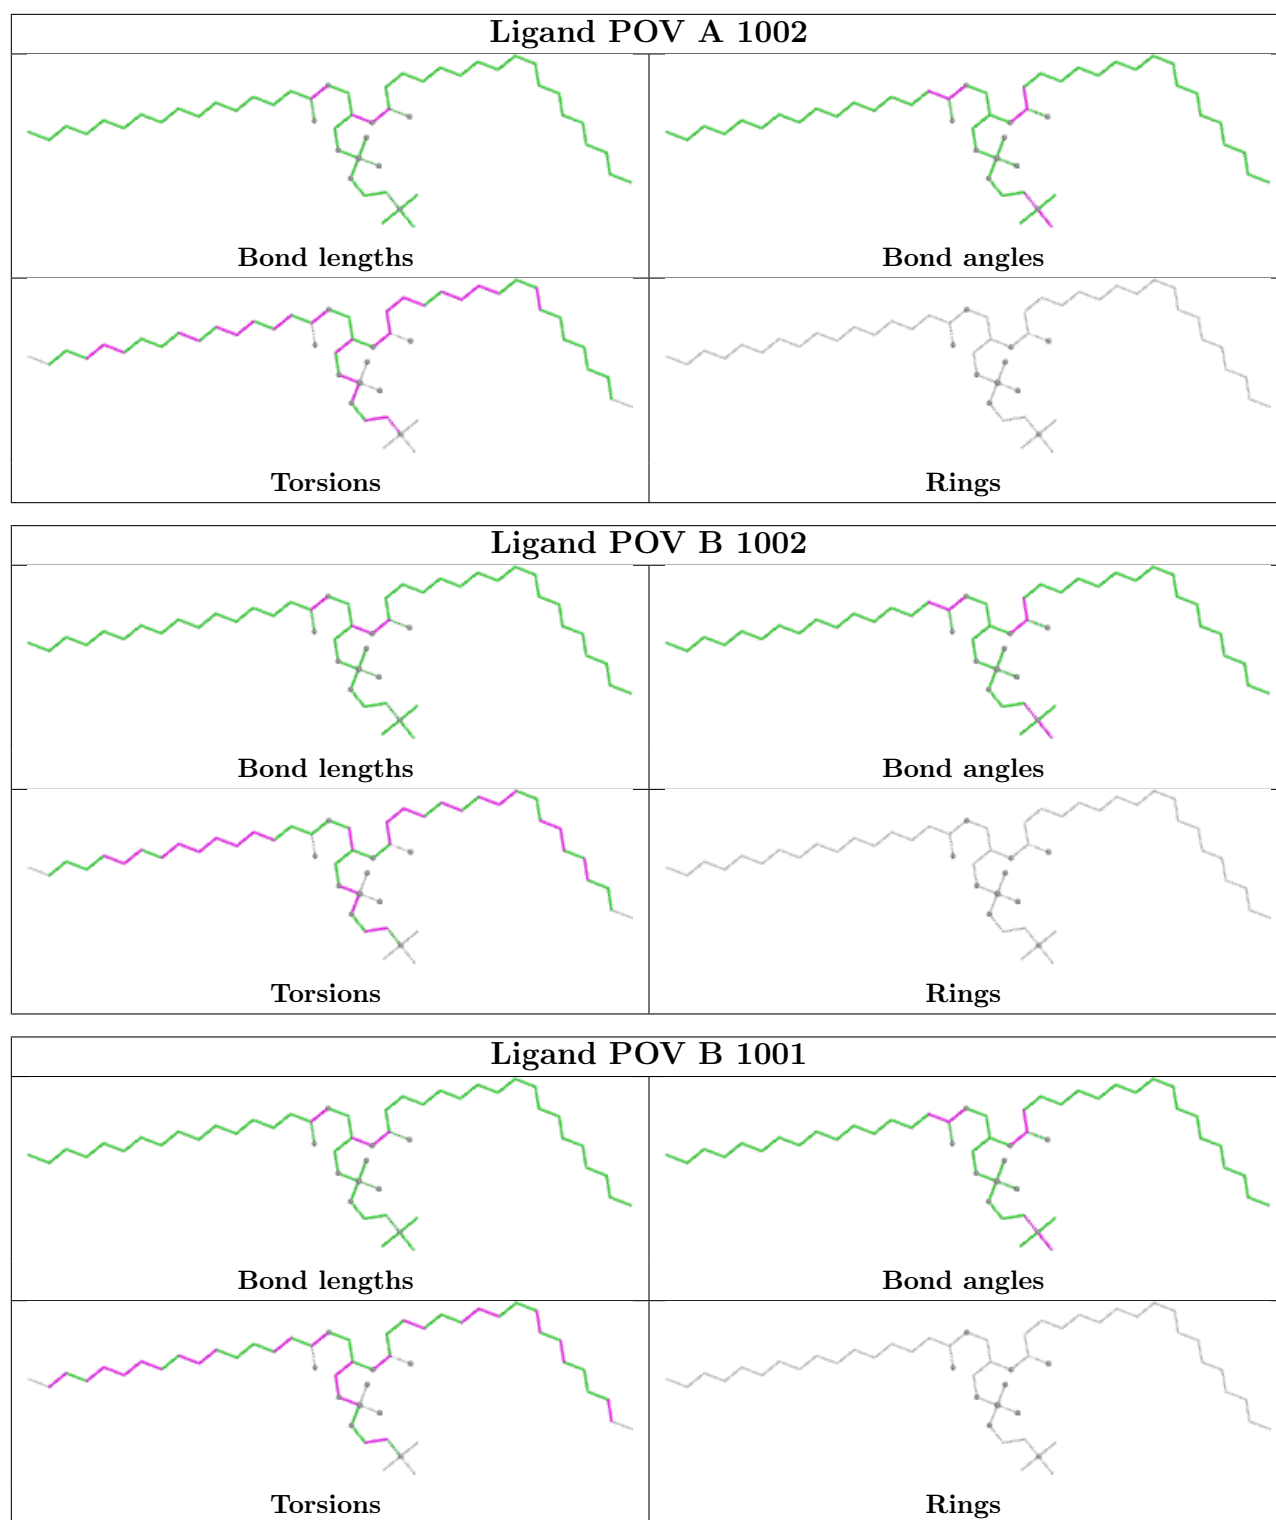 Ligand POV A 1002
Bond lengths
Bond angles
Torsions
Rings
Ligand POV B 1002
Bond lengths
Bond angles
Torsions
Rings
Ligand POV B 1001
Bond lengths
Bond angles
Torsions
Rings